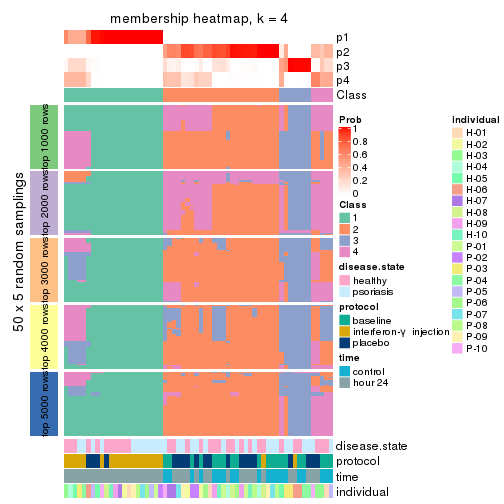 membership heatmap, k = 4
p1
p2
p3
p4
Class
50 x 5 random samplings
top 1000 rows
top 2000 rows
top 3000 rows
top 4000 rows
top 5000 rows
disease.state
protocol
time
individual
Prob
1
0.8
0.6
0.4
0.2
0
Class
1
2
3
4
disease.state
healthy
psoriasis
protocol
baseline
interferon-γ injection
placebo
time
control
hour 24
individual
H-01
H-02
H-03
H-04
H-05
H-06
H-07
H-08
H-09
H-10
P-01
P-02
P-03
P-04
P-05
P-06
P-07
P-08
P-09
P-10